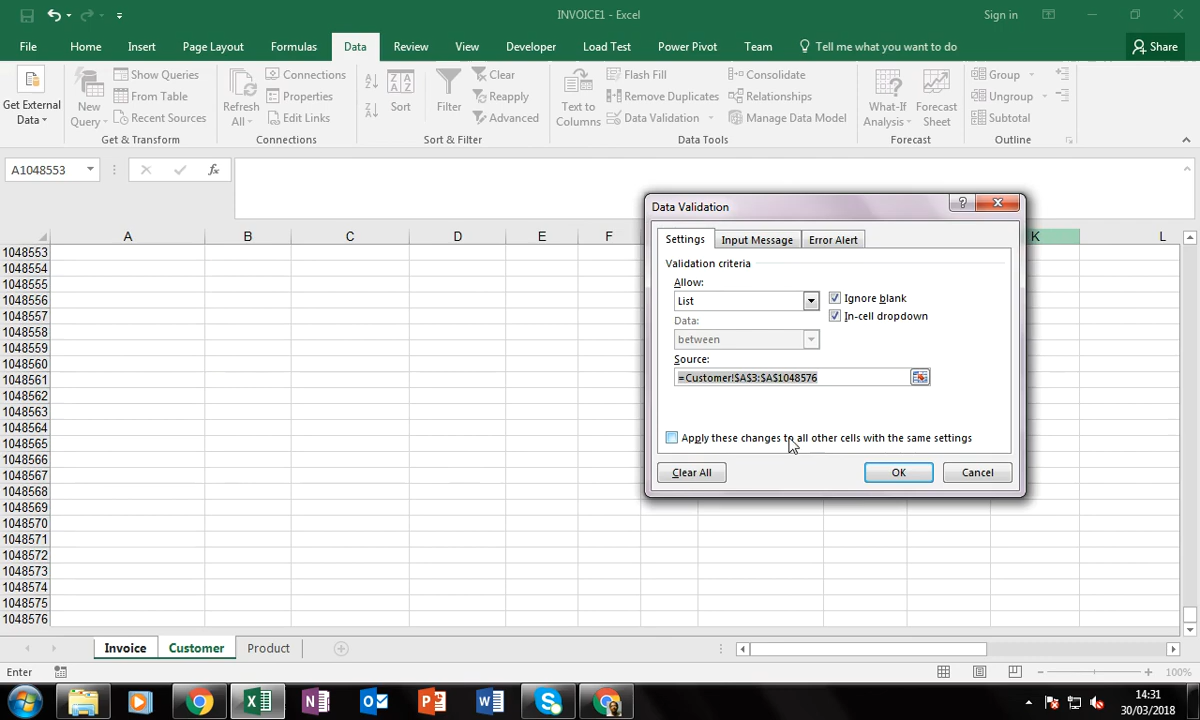 INVOICE1 - Excel
Sign in
File Home Insert Page Layout Formulas Data Review View Developer Load Test Power Pivot Team Tell me what you want to do Share
Get External Data
New Query
Show Queries
From Table
Recent Sources
Get & Transform
Refresh All
Connections
Properties
Edit Links
Connections
Sort
Filter
Clear
Reapply
Advanced
Sort & Filter
Text to Columns
Flash Fill
Remove Duplicates
Data Validation
Consolidate
Relationships
Manage Data Model
Data Tools
What-If Analysis
Forecast Sheet
Forecast
Group
Ungroup
Subtotal
Outline
A1048553
fx
A B C D E F K L
1048553
1048554
1048555
1048556
1048557
1048558
1048559
1048560
1048561
1048562
1048563
1048564
1048565
1048566
1048567
1048568
1048569
1048570
1048571
1048572
1048573
1048574
1048575
1048576
Data Validation
Settings Input Message Error Alert
Validation criteria
Allow:
List
Ignore blank
In-cell dropdown
Data:
between
Source:
=Customer!$A$3:$A$1048576
Apply these changes to all other cells with the same settings
Clear All OK Cancel
Invoice Customer Product
Enter
100%
14:31
30/03/2018